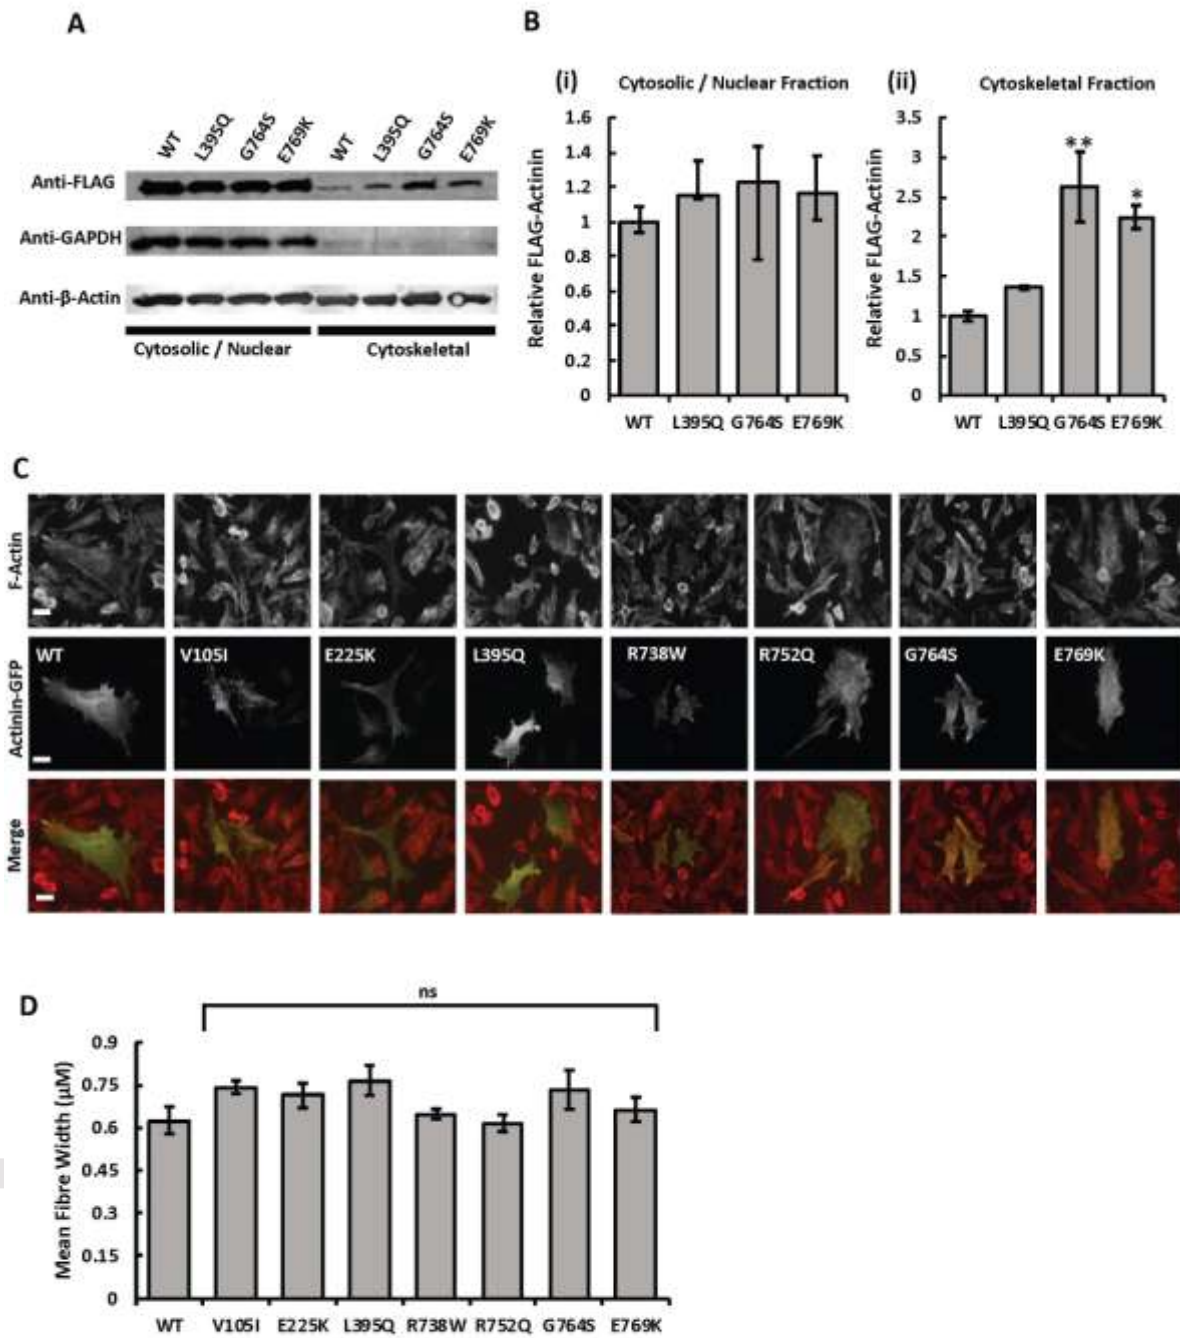 A
WT L395Q G764S E769K WT L395Q G764S E769K
Anti-FLAG
Anti-GAPDH
Anti-β-Actin
Cytosolic / Nuclear Cytoskeletal
B
(i) Cytosolic / Nuclear Fraction
Relative FLAG-Actinin
1.6
1.4
1.2
1
0.8
0.6
0.4
0.2
0
WT L395Q G764S E769K
(ii) Cytoskeletal Fraction
Relative FLAG-Actinin
3.5
3
2.5
2
1.5
1
0.5
0
** *
WT L395Q G764S E769K
C
F-Actin
Actinin-GFP
WT V105I E225K L395Q R738W R752Q G764S E769K
Merge
D
ns
Mean Fibre Width (µM)
0.9
0.75
0.6
0.45
0.3
0.15
0
WT V105I E225K L395Q R738W R752Q G764S E769K